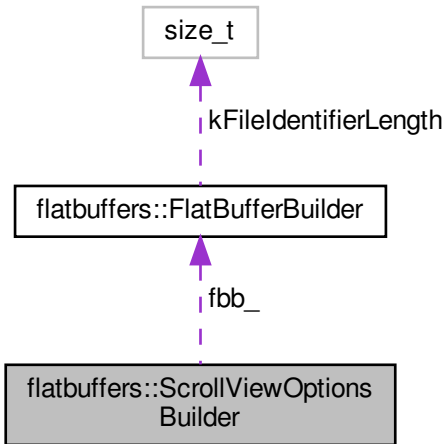 size_t
kFileIdentifierLength
flatbuffers::FlatBufferBuilder
fbb_
flatbuffers::ScrollViewOptions
Builder